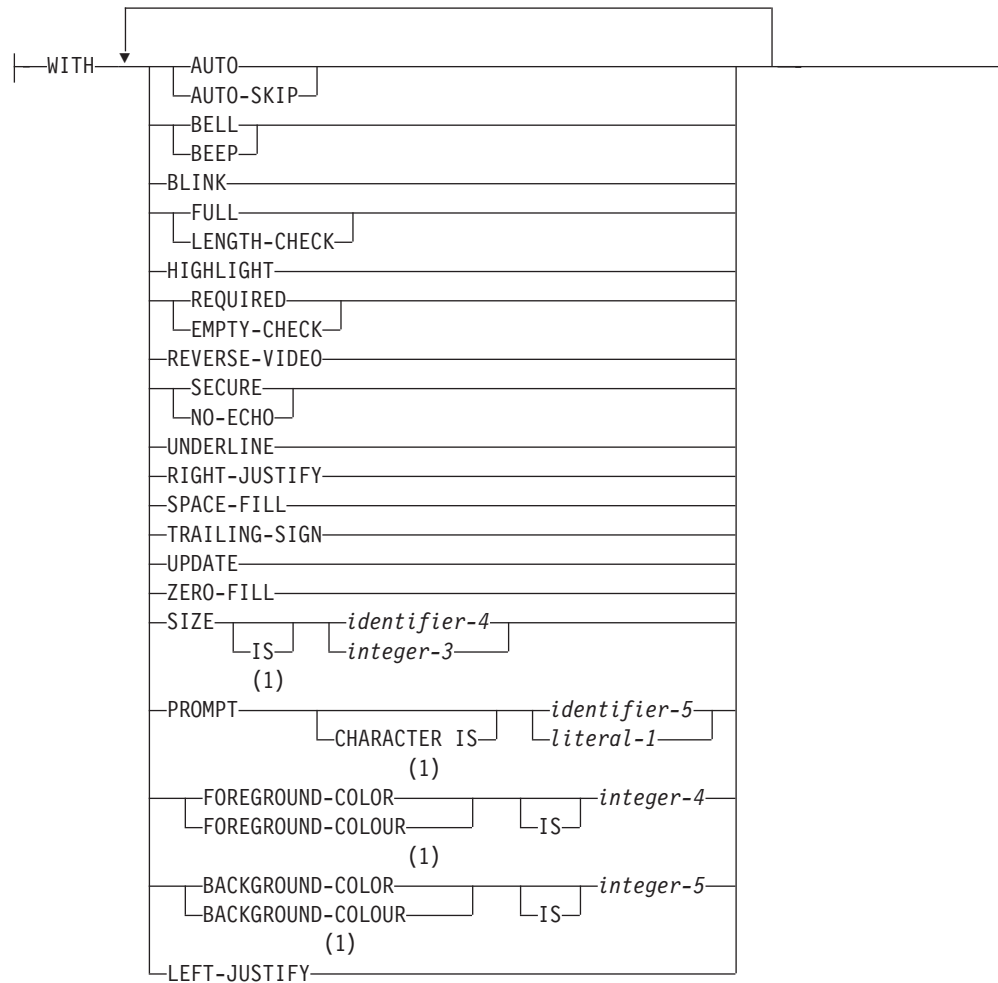 WITH AUTO
AUTO-SKIP
BELL
BEEP
BLINK
FULL
LENGTH-CHECK
HIGHLIGHT
REQUIRED
EMPTY-CHECK
REVERSE-VIDEO
SECURE
NO-ECHO
UNDERLINE
RIGHT-JUSTIFY
SPACE-FILL
TRAILING-SIGN
UPDATE
ZERO-FILL
SIZE identifier-4
IS integer-3
(1)
PROMPT identifier-5
CHARACTER IS literal-1
(1)
FOREGROUND-COLOR integer-4
FOREGROUND-COLOUR IS
(1)
BACKGROUND-COLOR integer-5
BACKGROUND-COLOUR IS
(1)
LEFT-JUSTIFY